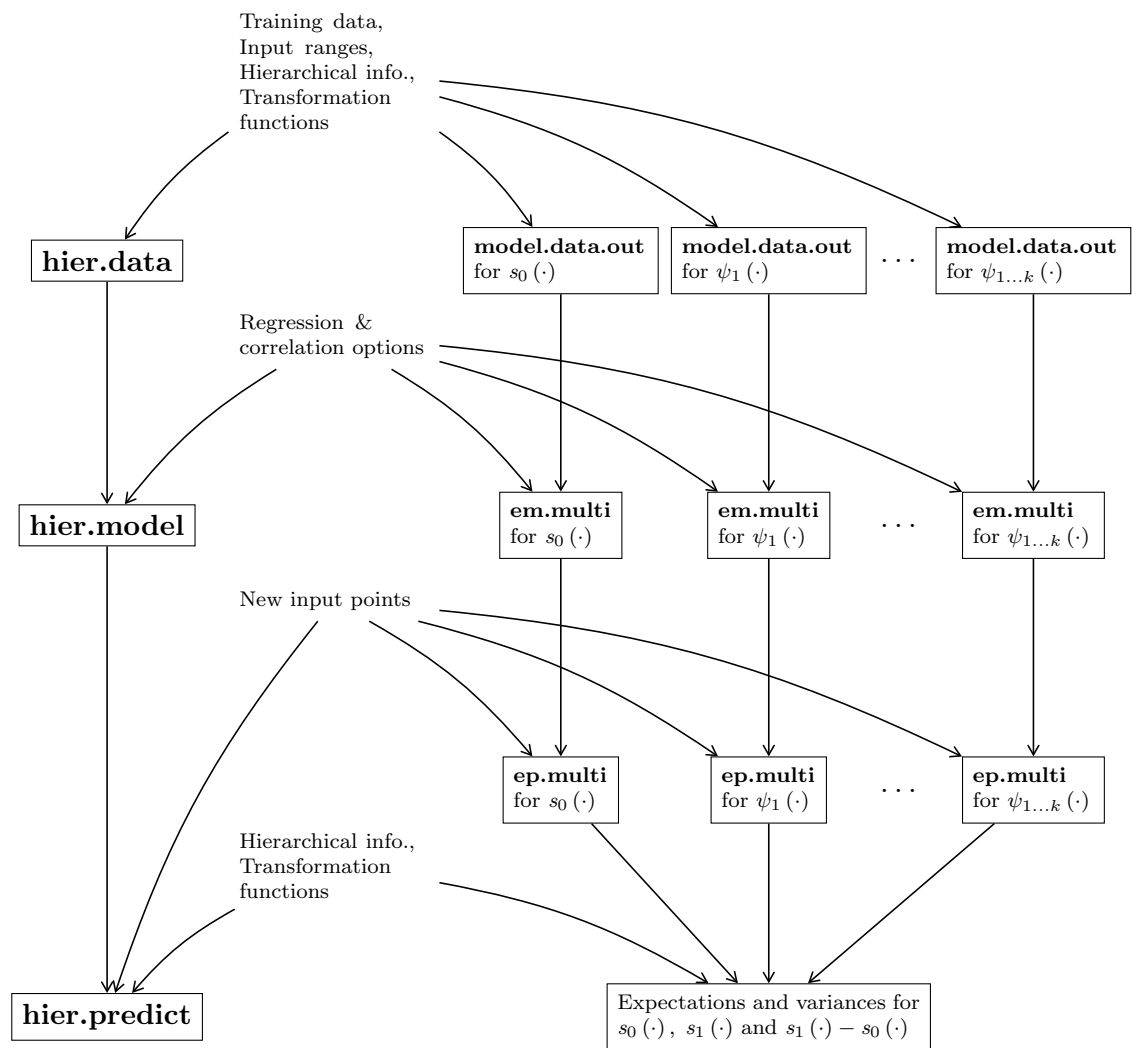 Training data,
Input ranges,
Hierarchical info.,
Transformation
functions
hier.data
model.data.out
for s₀ (·)
model.data.out
for ψ₁ (·)
. . .
model.data.out
for ψ₁…ₖ (·)
Regression &
correlation options
hier.model
em.multi
for s₀ (·)
em.multi
for ψ₁ (·)
. . .
em.multi
for ψ₁…ₖ (·)
New input points
ep.multi
for s₀ (·)
ep.multi
for ψ₁ (·)
. . .
ep.multi
for ψ₁…ₖ (·)
Hierarchical info.,
Transformation
functions
hier.predict
Expectations and variances for
s₀ (·) , s₁ (·) and s₁ (·) − s₀ (·)